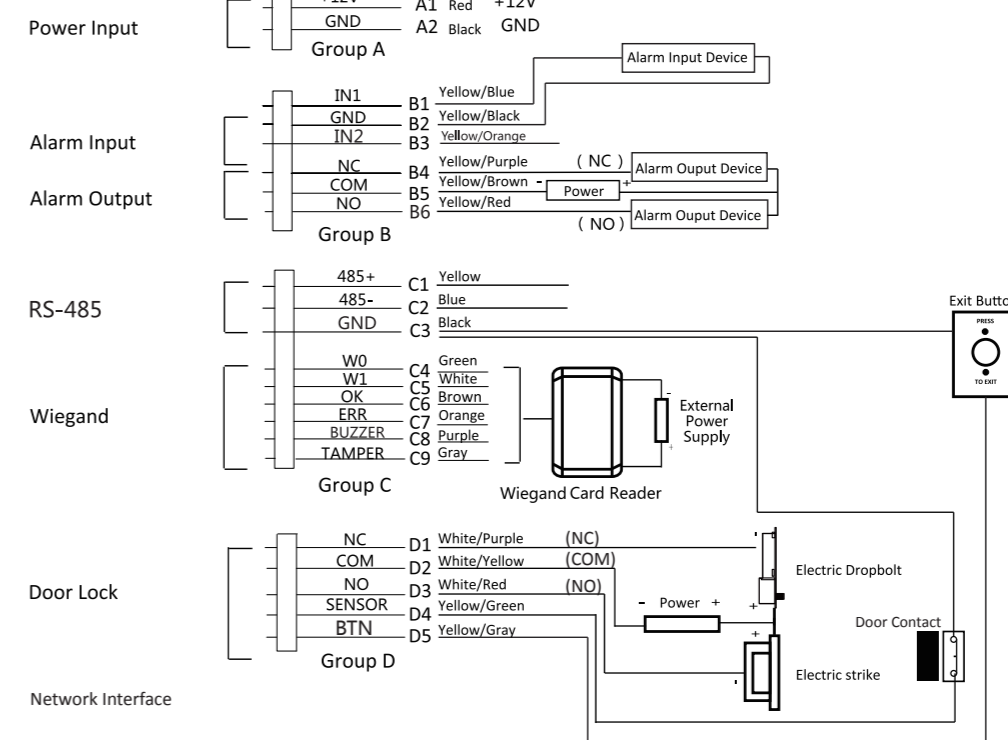 +12V A1 Red +12V
Power Input
GND A2 Black GND
Group A
Alarm Input Device
IN1 B1 Yellow/Blue
GND B2 Yellow/Black
Alarm Input
IN2 B3 Yellow/Orange
NC B4 Yellow/Purple ( NC ) Alarm Ouput Device
COM B5 Yellow/Brown - Power +
Alarm Output
NO B6 Yellow/Red ( NO ) Alarm Ouput Device
Group B
485+ C1 Yellow
485- C2 Blue
RS-485
GND C3 Black
Exit Butto
PRESS
TO EXIT
W0 C4 Green
W1 C5 White
OK C6 Brown
Wiegand
ERR C7 Orange
BUZZER C8 Purple
TAMPER C9 Gray
Group C
-
External
Power
Supply
+
Wiegand Card Reader
NC D1 White/Purple (NC) -
COM D2 White/Yellow (COM)
Electric Dropbolt
Door Lock
NO D3 White/Red (NO)
SENSOR D4 Yellow/Green
- Power + +
BTN D5 Yellow/Gray
Door Contact
Group D
+
Electric strike
-
Network Interface